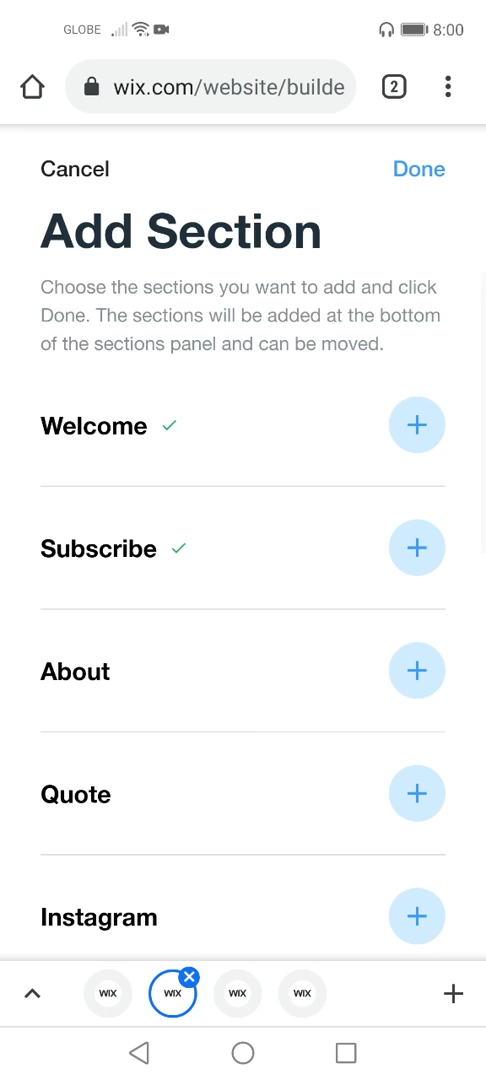 GLOBE
8:00
wix.com/website/builde
2
Cancel
Done
Add Section
Choose the sections you want to add and click
Done. The sections will be added at the bottom
of the sections panel and can be moved.
Welcome
Subscribe
About
Quote
Instagram
WIX WIX WIX WIX